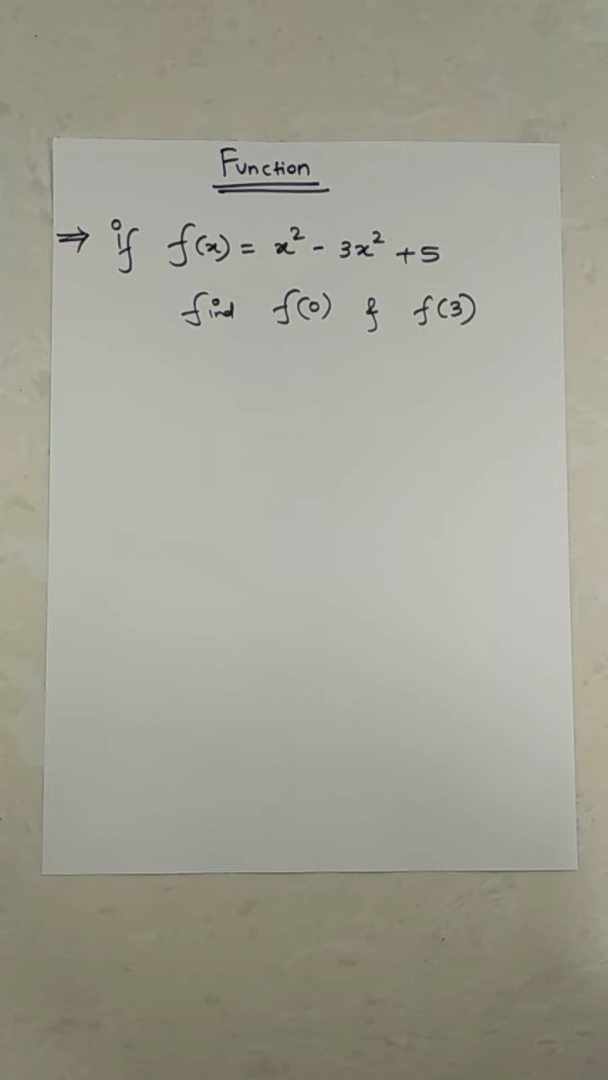 Function
⇒ if f(x) = x² - 3x² + 5
find f(0) & f(3)